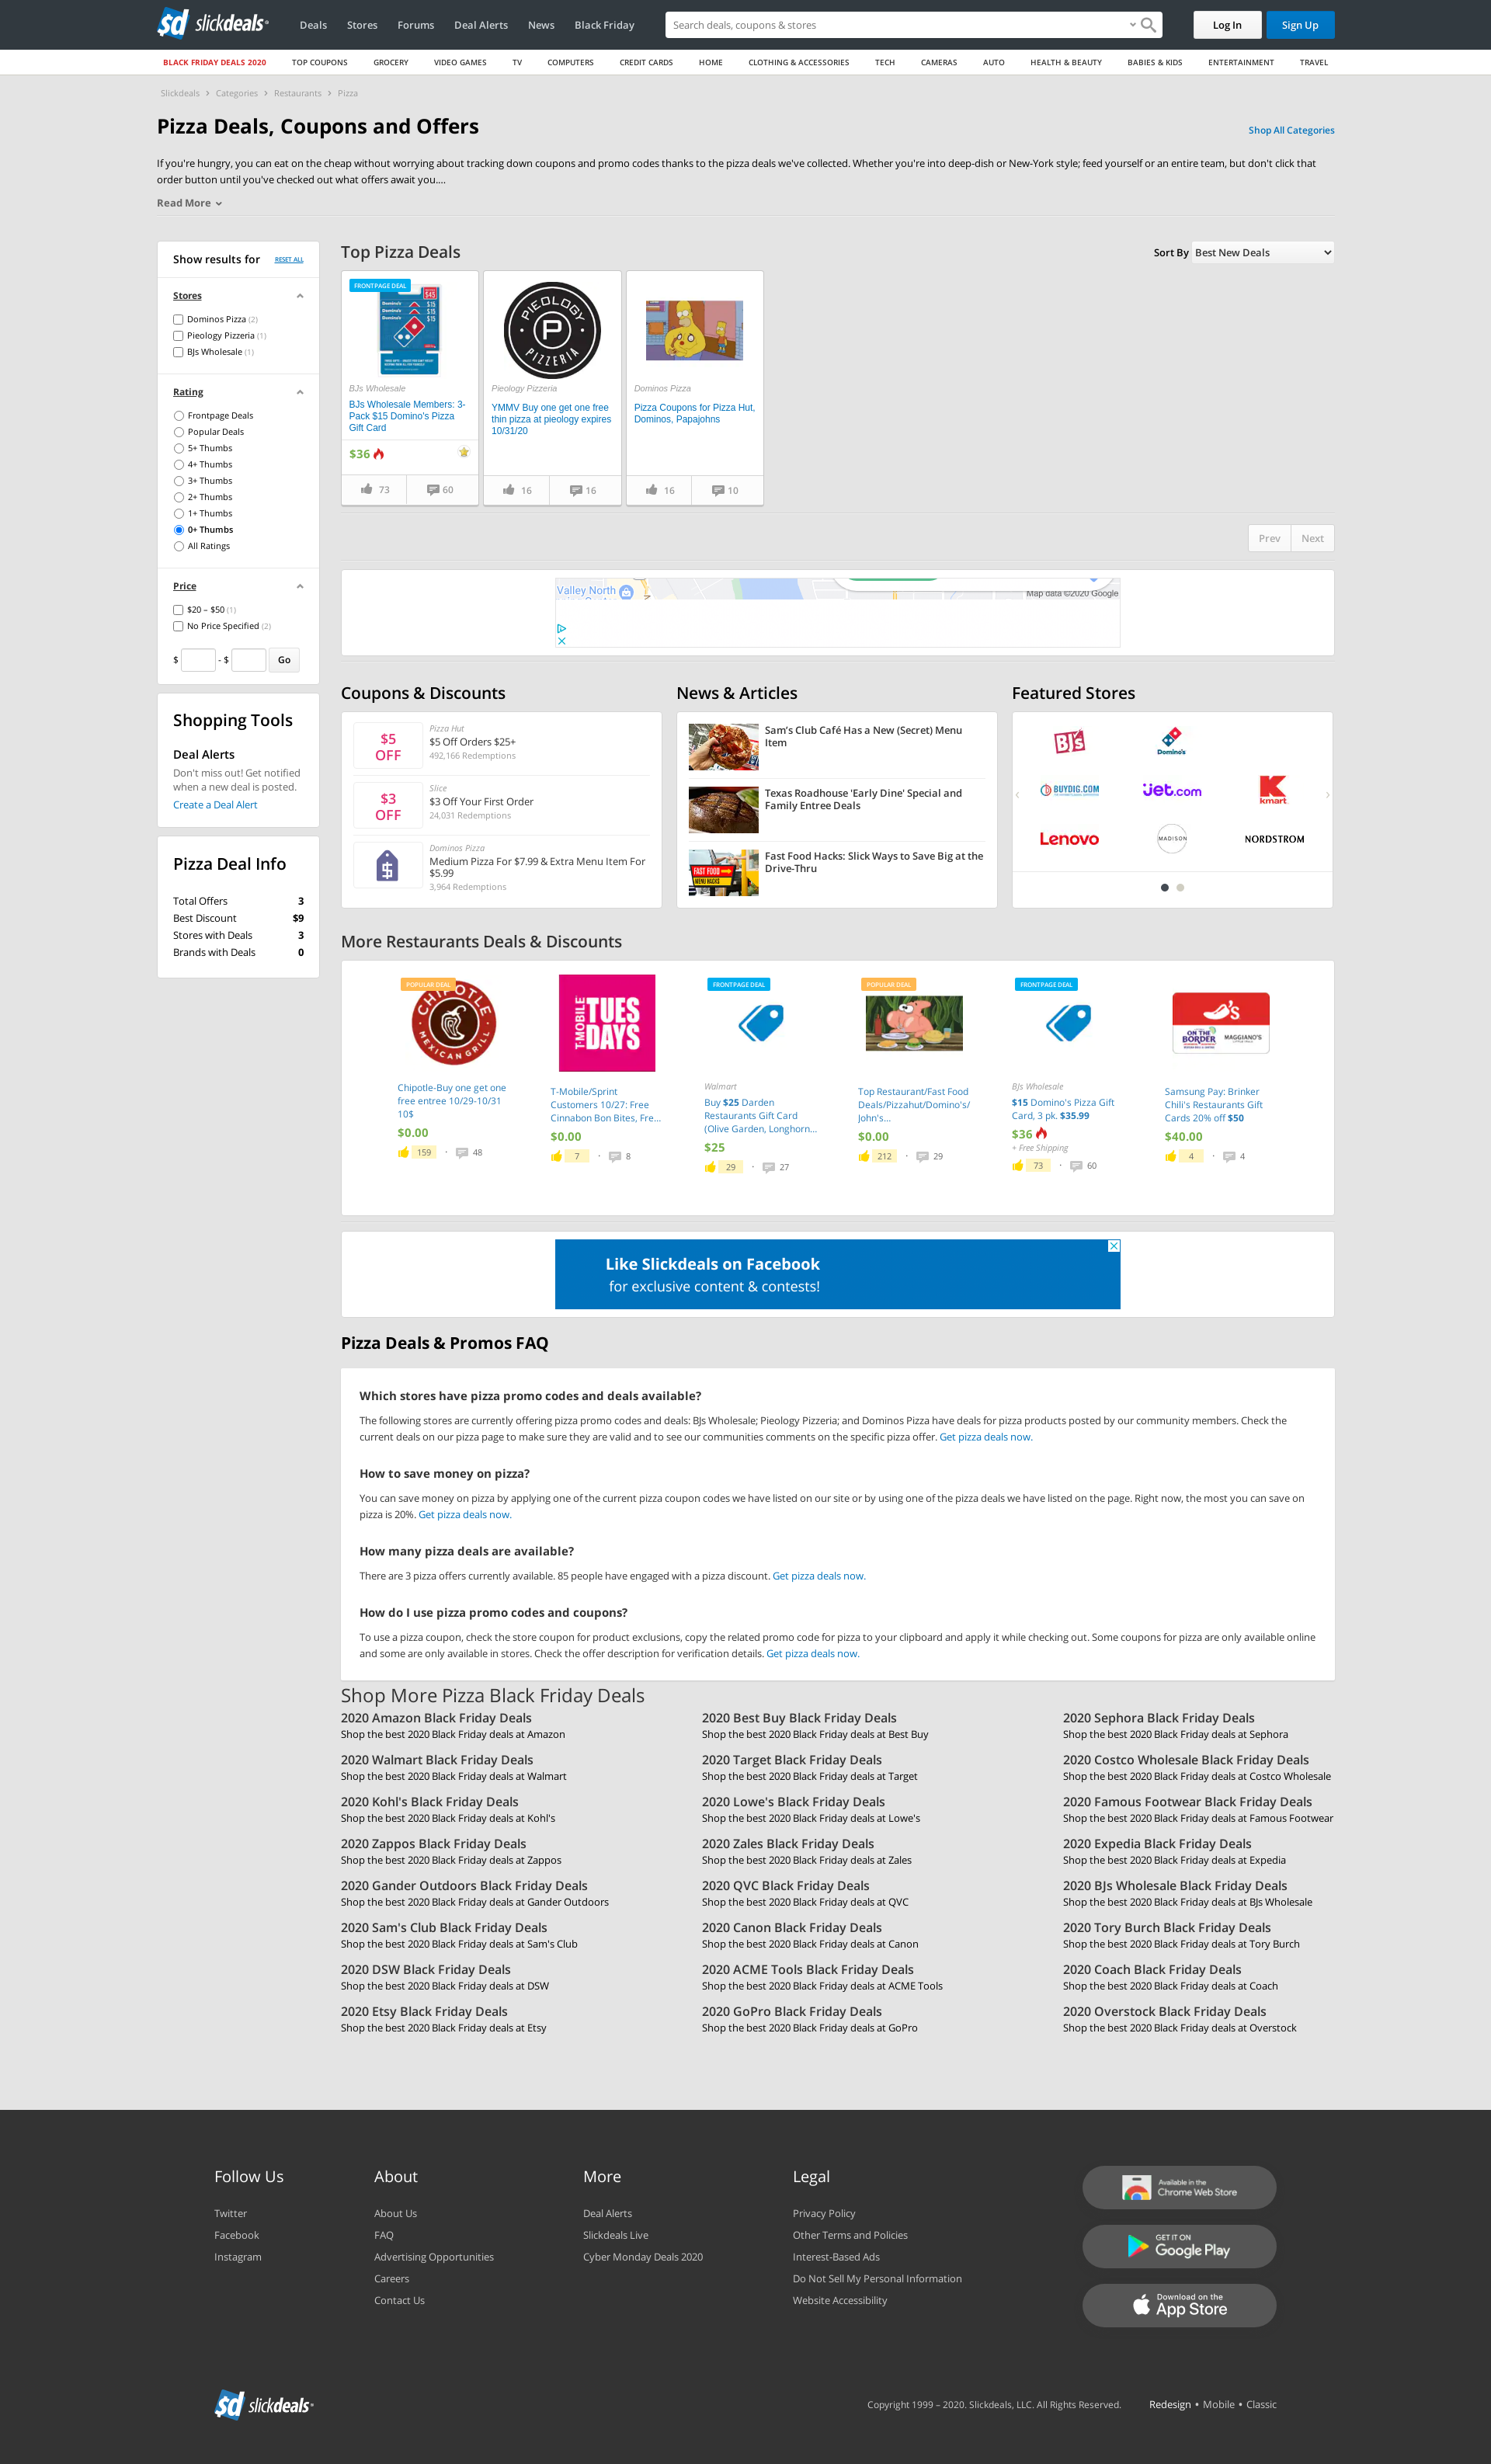 sd slickdeals
Deals Stores Forums Deal Alerts News Black Friday
Search deals, coupons & stores
Log In Sign Up
BLACK FRIDAY DEALS 2020 TOP COUPONS GROCERY VIDEO GAMES TV COMPUTERS CREDIT CARDS HOME CLOTHING & ACCESSORIES TECH CAMERAS AUTO HEALTH & BEAUTY BABIES & KIDS ENTERTAINMENT TRAVEL
Slickdeals › Categories › Restaurants › Pizza
Pizza Deals, Coupons and Offers
Shop All Categories
If you're hungry, you can eat on the cheap without worrying about tracking down coupons and promo codes thanks to the pizza deals we've collected. Whether you're into deep-dish or New-York style; feed yourself or an entire team, but don't click that
order button until you've checked out what offers await you....
Read More
Show results for RESET ALL
Stores
Dominos Pizza (2)
Pieology Pizzeria (1)
BJs Wholesale (1)
Rating
Frontpage Deals
Popular Deals
5+ Thumbs
4+ Thumbs
3+ Thumbs
2+ Thumbs
1+ Thumbs
0+ Thumbs
All Ratings
Price
$20 – $50 (1)
No Price Specified (2)
$ - $ Go
Shopping Tools
Deal Alerts
Don't miss out! Get notified
when a new deal is posted.
Create a Deal Alert
Pizza Deal Info
Total Offers 3
Best Discount $9
Stores with Deals 3
Brands with Deals 0
Top Pizza Deals
Sort By Best New Deals
FRONTPAGE DEAL
$45
$15
$15
$15
BJs Wholesale
BJs Wholesale Members: 3-
Pack $15 Domino's Pizza
Gift Card
$36
73 60
PIEOLOGY
P
PIZZERIA
Pieology Pizzeria
YMMV Buy one get one free
thin pizza at pieology expires
10/31/20
16 16
Dominos Pizza
Pizza Coupons for Pizza Hut,
Dominos, Papajohns
16 10
Prev Next
Valley North
Map data ©2020 Google
Coupons & Discounts
$5
OFF
Pizza Hut
$5 Off Orders $25+
492,166 Redemptions
$3
OFF
Slice
$3 Off Your First Order
24,031 Redemptions
Dominos Pizza
Medium Pizza For $7.99 & Extra Menu Item For
$5.99
3,964 Redemptions
News & Articles
Sam's Club Café Has a New (Secret) Menu
Item
Texas Roadhouse 'Early Dine' Special and
Family Entree Deals
FAST FOOD
MENU HACKS
Fast Food Hacks: Slick Ways to Save Big at the
Drive-Thru
Featured Stores
BJ's
Domino's
BUYDIG.COM
jet.com
kmart
Lenovo
MADISON
NORDSTROM
More Restaurants Deals & Discounts
POPULAR DEAL
CHIPOTLE
MEXICAN GRILL
Chipotle-Buy one get one
free entree 10/29-10/31
10$
$0.00
159 · 48
T-MOBILE
TUES
DAYS
T-Mobile/Sprint
Customers 10/27: Free
Cinnabon Bon Bites, Fre...
$0.00
7 · 8
FRONTPAGE DEAL
Walmart
Buy $25 Darden
Restaurants Gift Card
(Olive Garden, Longhorn...
$25
29 · 27
POPULAR DEAL
Top Restaurant/Fast Food
Deals/Pizzahut/Domino's/
John's...
$0.00
212 · 29
FRONTPAGE DEAL
BJs Wholesale
$15 Domino's Pizza Gift
Card, 3 pk. $35.99
$36
+ Free Shipping
73 · 60
ON THE
BORDER
MAGGIANO'S
Samsung Pay: Brinker
Chili's Restaurants Gift
Cards 20% off $50
$40.00
4 · 4
Like Slickdeals on Facebook
for exclusive content & contests!
Pizza Deals & Promos FAQ
Which stores have pizza promo codes and deals available?
The following stores are currently offering pizza promo codes and deals: BJs Wholesale; Pieology Pizzeria; and Dominos Pizza have deals for pizza products posted by our community members. Check the
current deals on our pizza page to make sure they are valid and to see our communities comments on the specific pizza offer. Get pizza deals now.
How to save money on pizza?
You can save money on pizza by applying one of the current pizza coupon codes we have listed on our site or by using one of the pizza deals we have listed on the page. Right now, the most you can save on
pizza is 20%. Get pizza deals now.
How many pizza deals are available?
There are 3 pizza offers currently available. 85 people have engaged with a pizza discount. Get pizza deals now.
How do I use pizza promo codes and coupons?
To use a pizza coupon, check the store coupon for product exclusions, copy the related promo code for pizza to your clipboard and apply it while checking out. Some coupons for pizza are only available online
and some are only available in stores. Check the offer description for verification details. Get pizza deals now.
Shop More Pizza Black Friday Deals
2020 Amazon Black Friday Deals
Shop the best 2020 Black Friday deals at Amazon
2020 Best Buy Black Friday Deals
Shop the best 2020 Black Friday deals at Best Buy
2020 Sephora Black Friday Deals
Shop the best 2020 Black Friday deals at Sephora
2020 Walmart Black Friday Deals
Shop the best 2020 Black Friday deals at Walmart
2020 Target Black Friday Deals
Shop the best 2020 Black Friday deals at Target
2020 Costco Wholesale Black Friday Deals
Shop the best 2020 Black Friday deals at Costco Wholesale
2020 Kohl's Black Friday Deals
Shop the best 2020 Black Friday deals at Kohl's
2020 Lowe's Black Friday Deals
Shop the best 2020 Black Friday deals at Lowe's
2020 Famous Footwear Black Friday Deals
Shop the best 2020 Black Friday deals at Famous Footwear
2020 Zappos Black Friday Deals
Shop the best 2020 Black Friday deals at Zappos
2020 Zales Black Friday Deals
Shop the best 2020 Black Friday deals at Zales
2020 Expedia Black Friday Deals
Shop the best 2020 Black Friday deals at Expedia
2020 Gander Outdoors Black Friday Deals
Shop the best 2020 Black Friday deals at Gander Outdoors
2020 QVC Black Friday Deals
Shop the best 2020 Black Friday deals at QVC
2020 BJs Wholesale Black Friday Deals
Shop the best 2020 Black Friday deals at BJs Wholesale
2020 Sam's Club Black Friday Deals
Shop the best 2020 Black Friday deals at Sam's Club
2020 Canon Black Friday Deals
Shop the best 2020 Black Friday deals at Canon
2020 Tory Burch Black Friday Deals
Shop the best 2020 Black Friday deals at Tory Burch
2020 DSW Black Friday Deals
Shop the best 2020 Black Friday deals at DSW
2020 ACME Tools Black Friday Deals
Shop the best 2020 Black Friday deals at ACME Tools
2020 Coach Black Friday Deals
Shop the best 2020 Black Friday deals at Coach
2020 Etsy Black Friday Deals
Shop the best 2020 Black Friday deals at Etsy
2020 GoPro Black Friday Deals
Shop the best 2020 Black Friday deals at GoPro
2020 Overstock Black Friday Deals
Shop the best 2020 Black Friday deals at Overstock
Follow Us
Twitter
Facebook
Instagram
About
About Us
FAQ
Advertising Opportunities
Careers
Contact Us
More
Deal Alerts
Slickdeals Live
Cyber Monday Deals 2020
Legal
Privacy Policy
Other Terms and Policies
Interest-Based Ads
Do Not Sell My Personal Information
Website Accessibility
Available in the
Chrome Web Store
GET IT ON
Google Play
Download on the
App Store
sd slickdeals
Copyright 1999 – 2020. Slickdeals, LLC. All Rights Reserved.
Redesign • Mobile • Classic